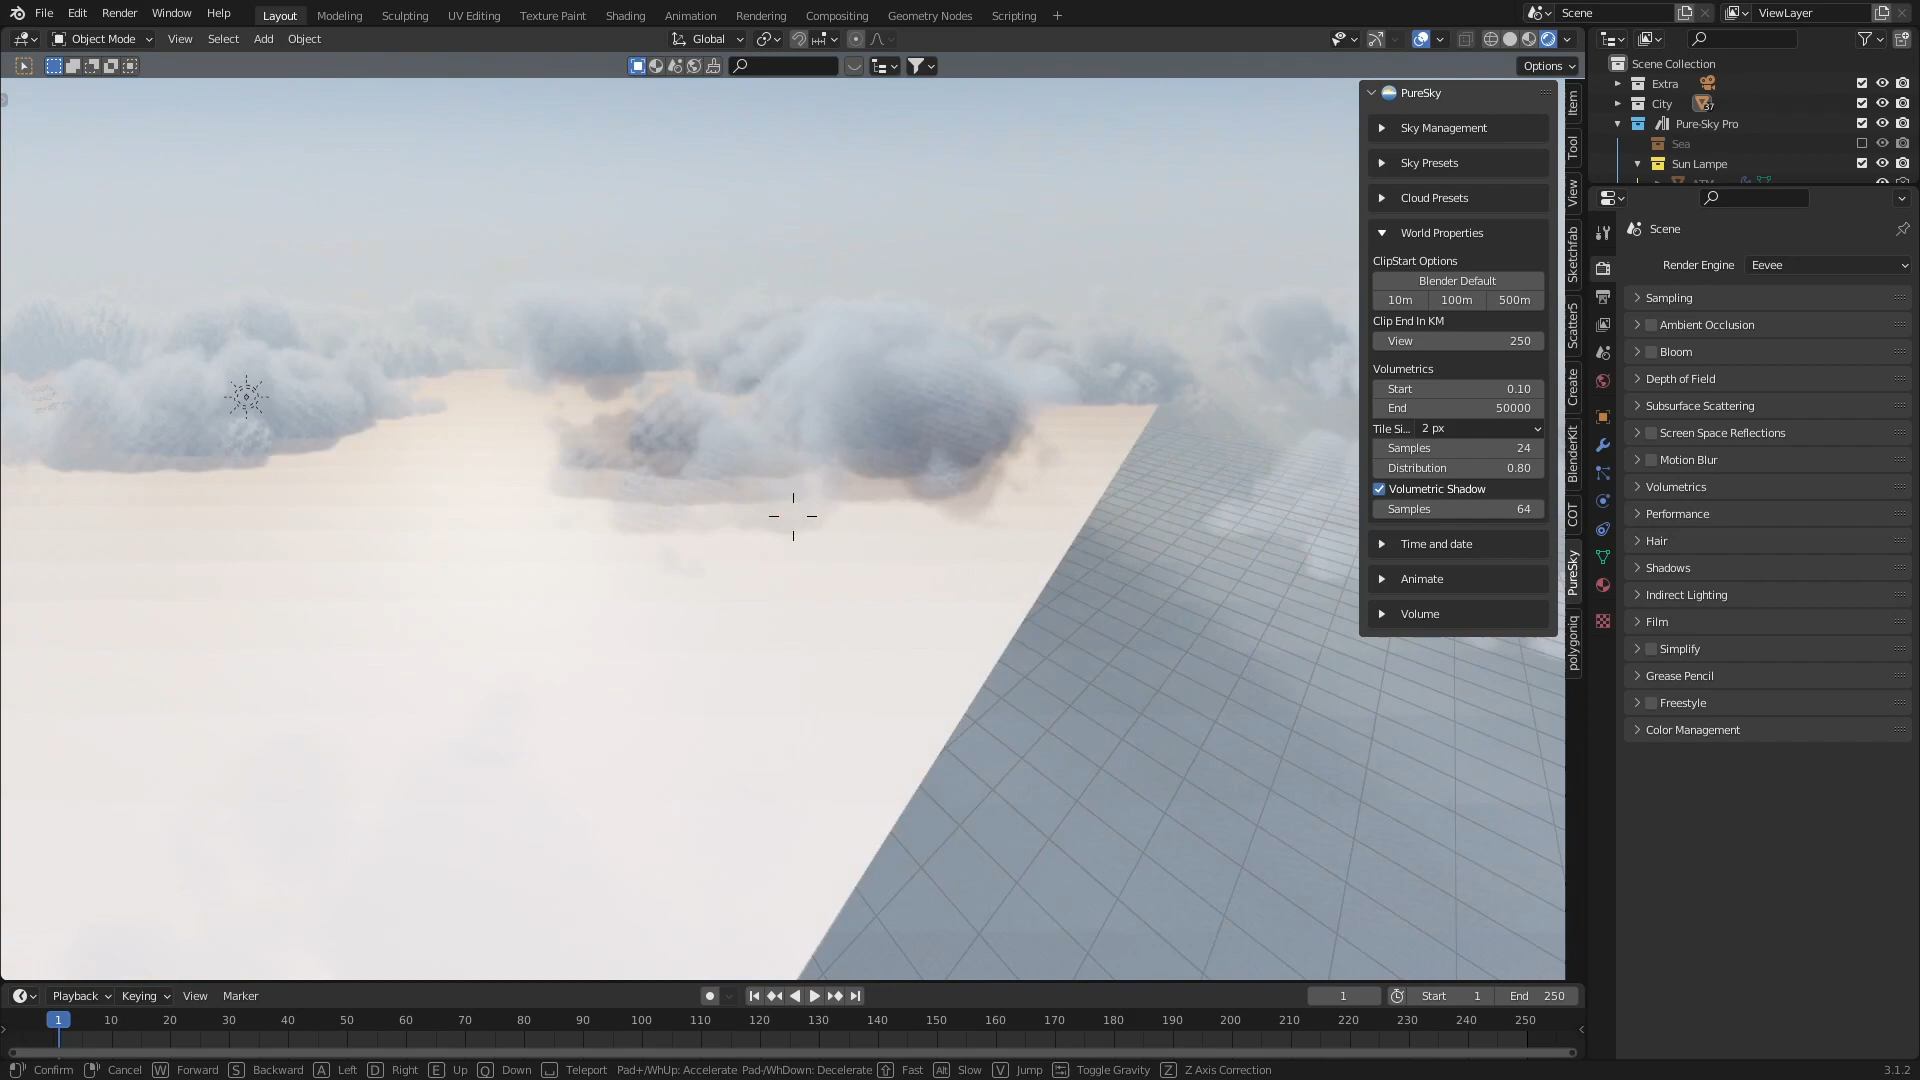 File Edit Render Window Help Layout Modeling Sculpting UV Editing Texture Paint Shading Animation Rendering Compositing Geometry Nodes Scripting + Scene ViewLayer
Object Mode View Select Add Object Global
Options
Scene Collection
Extra
City 37
Pure-Sky Pro
Sea
Sun Lampe
PureSky
Sky Management
Sky Presets
Cloud Presets
World Properties
ClipStart Options
Blender Default
10m 100m 500m
Clip End In KM
View 250
Volumetrics
Start 0.10
End 50000
Tile Si... 2 px
Samples 24
Distribution 0.80
Volumetric Shadow
Samples 64
Time and date
Animate
Volume
Item
Tool
View
Sketchfab
Scatter5
Create
BlenderKit
COT
PureSky
polygoniq
Scene
Render Engine Eevee
Sampling
Ambient Occlusion
Bloom
Depth of Field
Subsurface Scattering
Screen Space Reflections
Motion Blur
Volumetrics
Performance
Hair
Shadows
Indirect Lighting
Film
Simplify
Grease Pencil
Freestyle
Color Management
Playback Keying View Marker 1 Start 1 End 250
1 10 20 30 40 50 60 70 80 90 100 110 120 130 140 150 160 170 180 190 200 210 220 230 240 250
Confirm Cancel W Forward S Backward A Left D Right E Up Q Down Teleport Pad+/WhUp: Accelerate Pad-/WhDown: Decelerate Fast Alt Slow V Jump Toggle Gravity Z Z Axis Correction 3.1.2